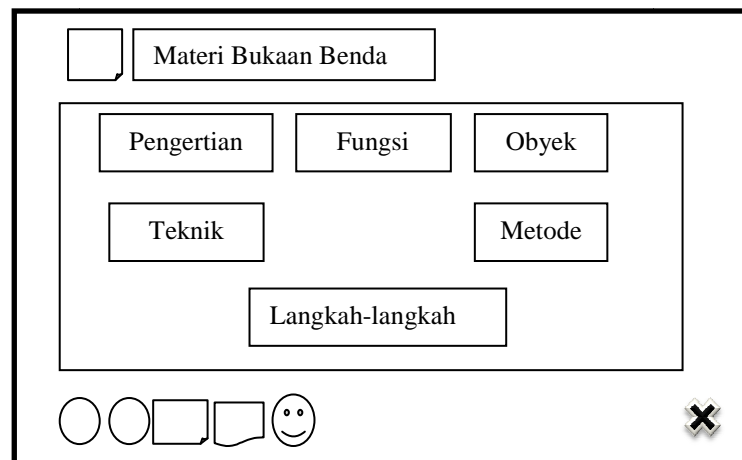 Materi Bukaan Benda
Pengertian
Fungsi
Obyek
Teknik
Metode
Langkah-langkah